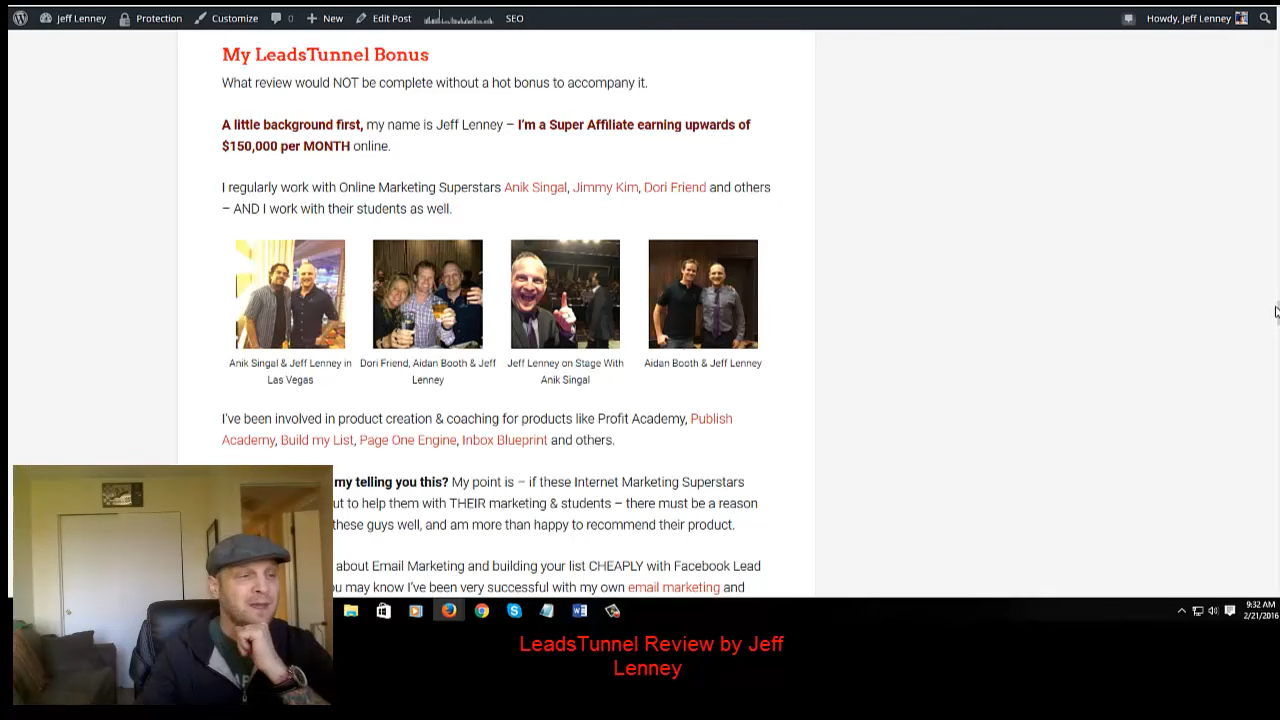 Jeff Lenney Protection Customize 0 New Edit Post SEO Howdy, Jeff Lenney
My LeadsTunnel Bonus
What review would NOT be complete without a hot bonus to accompany it.
A little background first, my name is Jeff Lenney – I'm a Super Affiliate earning upwards of
$150,000 per MONTH online.
I regularly work with Online Marketing Superstars Anik Singal, Jimmy Kim, Dori Friend and others
– AND I work with their students as well.
Anik Singal & Jeff Lenney in
Las Vegas
Dori Friend, Aidan Booth & Jeff
Lenney
Jeff Lenney on Stage With
Anik Singal
Aidan Booth & Jeff Lenney
I've been involved in product creation & coaching for products like Profit Academy, Publish
Academy, Build my List, Page One Engine, Inbox Blueprint and others.
my telling you this? My point is – if these Internet Marketing Superstars
ut to help them with THEIR marketing & students – there must be a reason
these guys well, and am more than happy to recommend their product.
about Email Marketing and building your list CHEAPLY with Facebook Lead
ou may know I've been very successful with my own email marketing and
9:32 AM
2/21/2016
LeadsTunnel Review by Jeff
Lenney